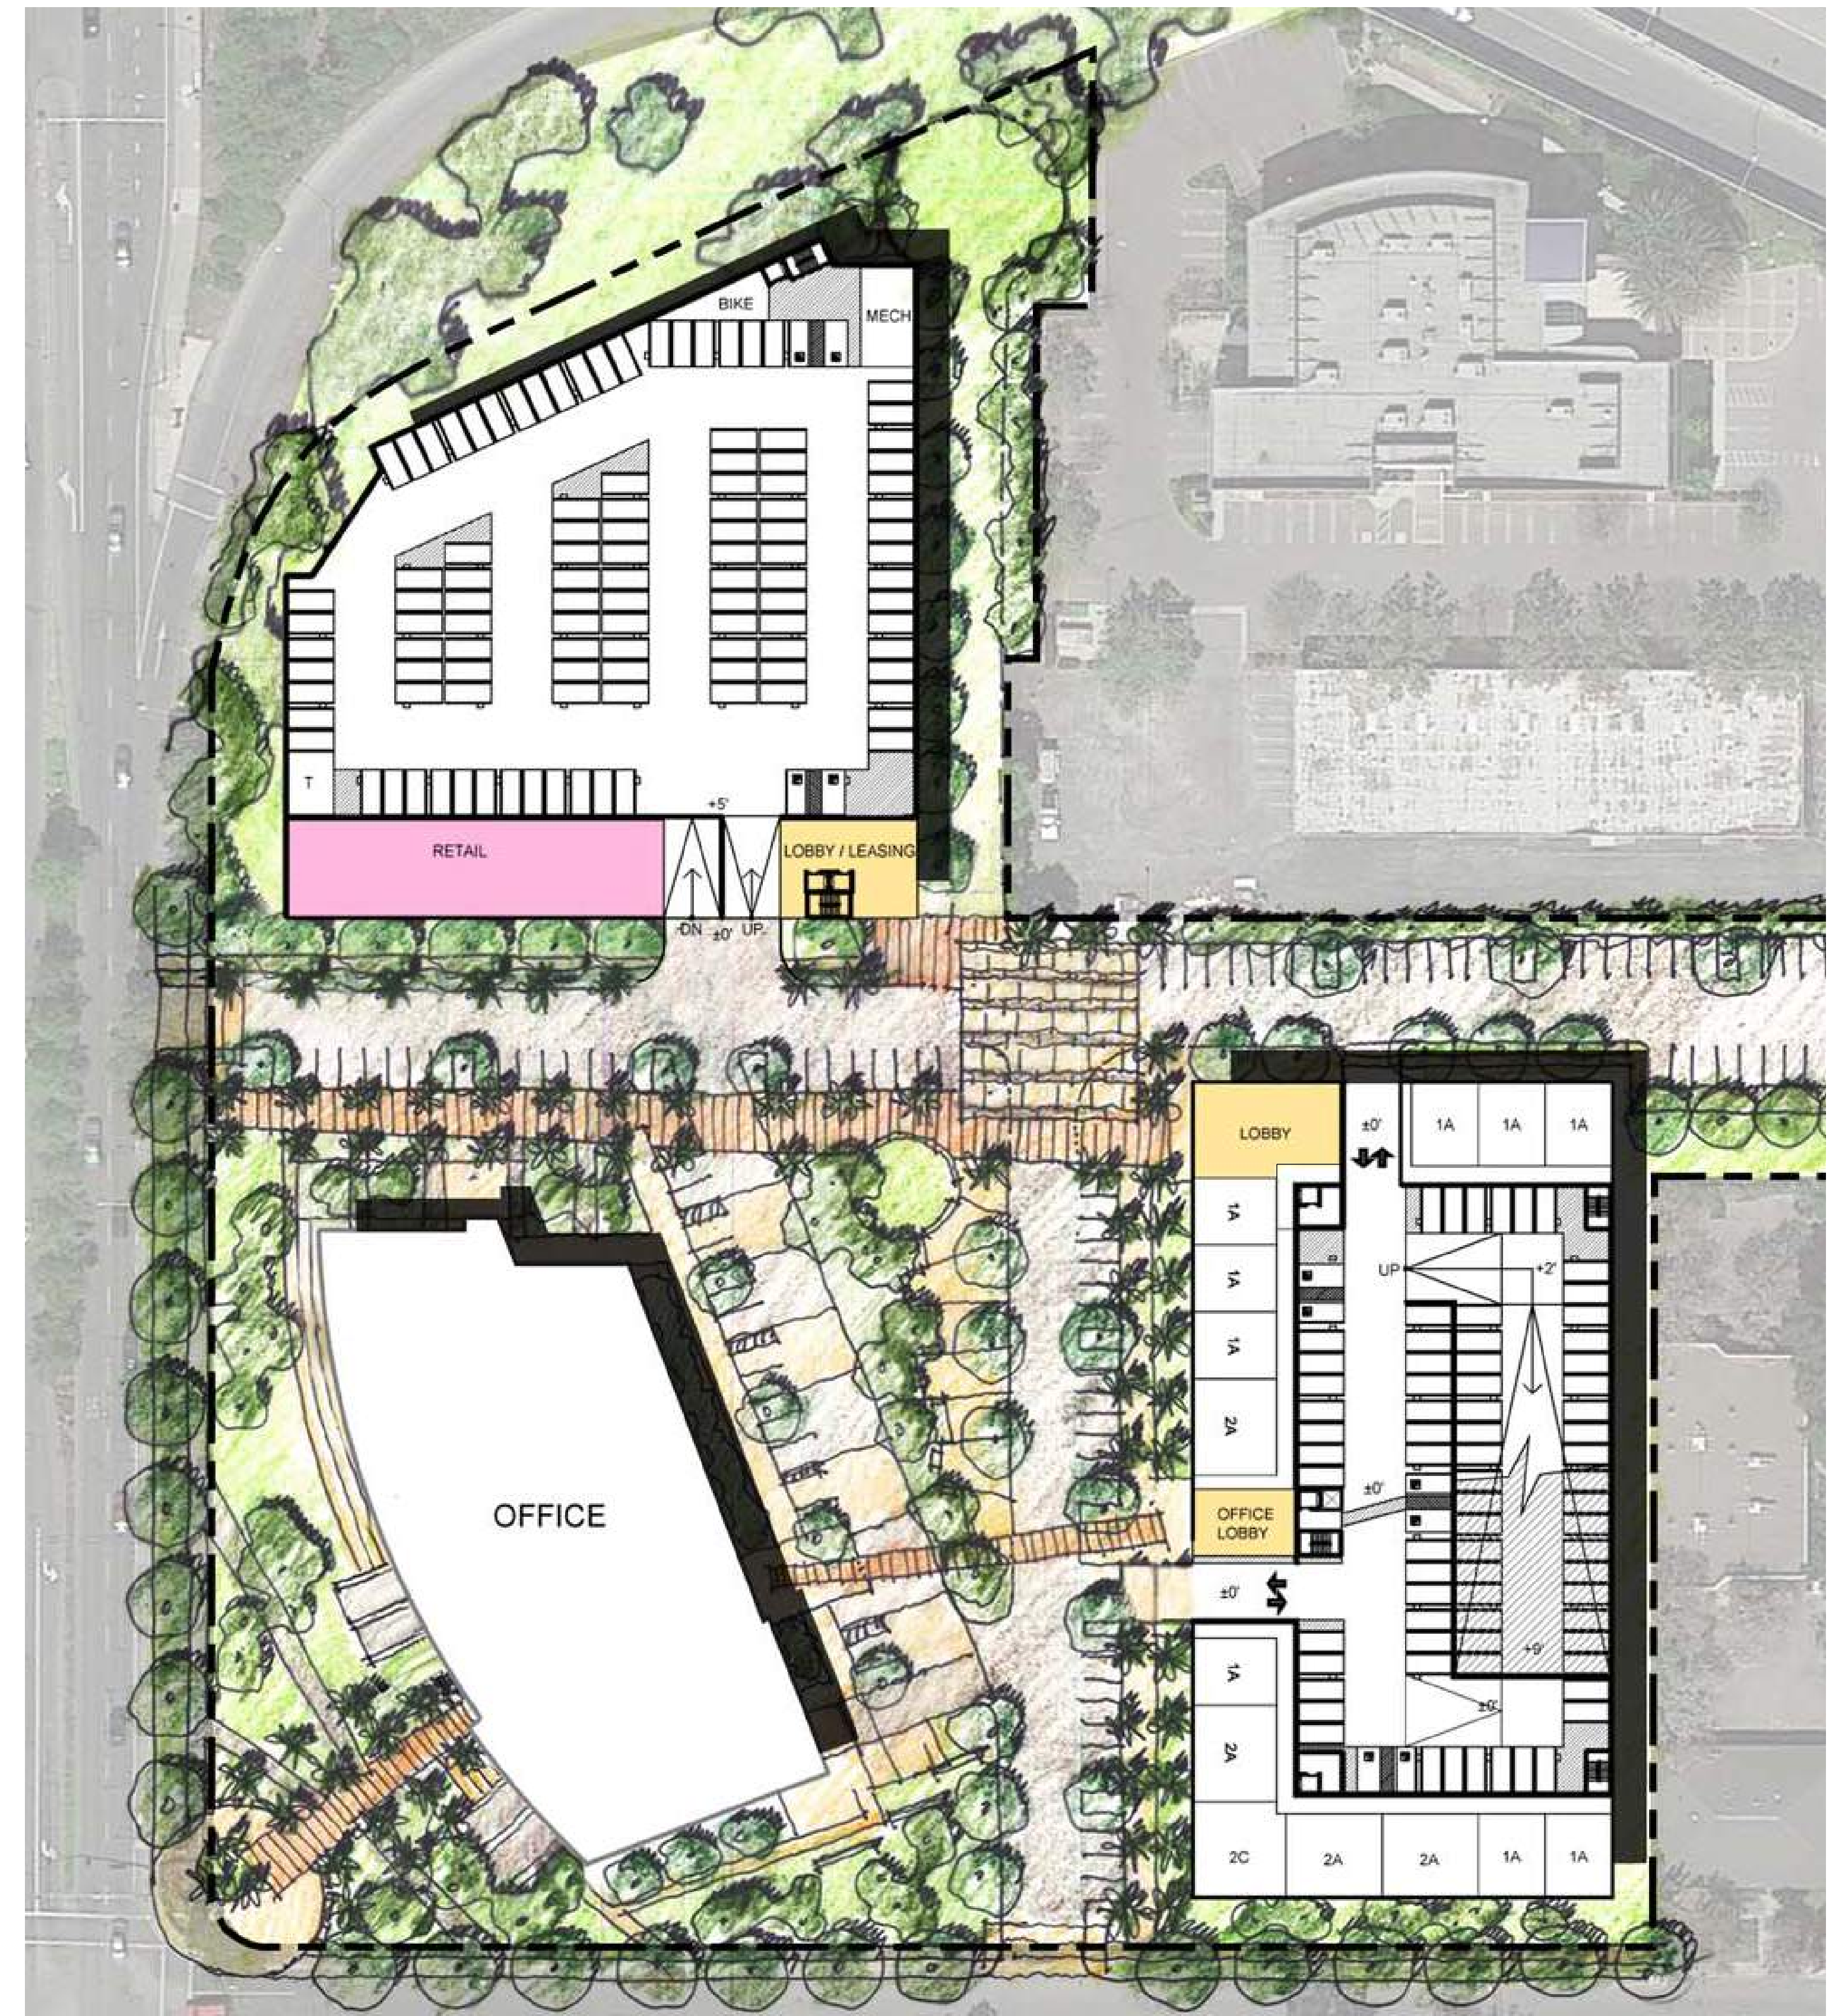 BIKE
MECH
T
+5'
RETAIL
LOBBY / LEASING
DN
±0'
UP
LOBBY
±0'
1A
1A
1A
1A
1A
1A
2A
UP
+2'
±0'
OFFICE
OFFICE
LOBBY
±0'
+9'
1A
2A
±0'
2C
2A
2A
1A
1A